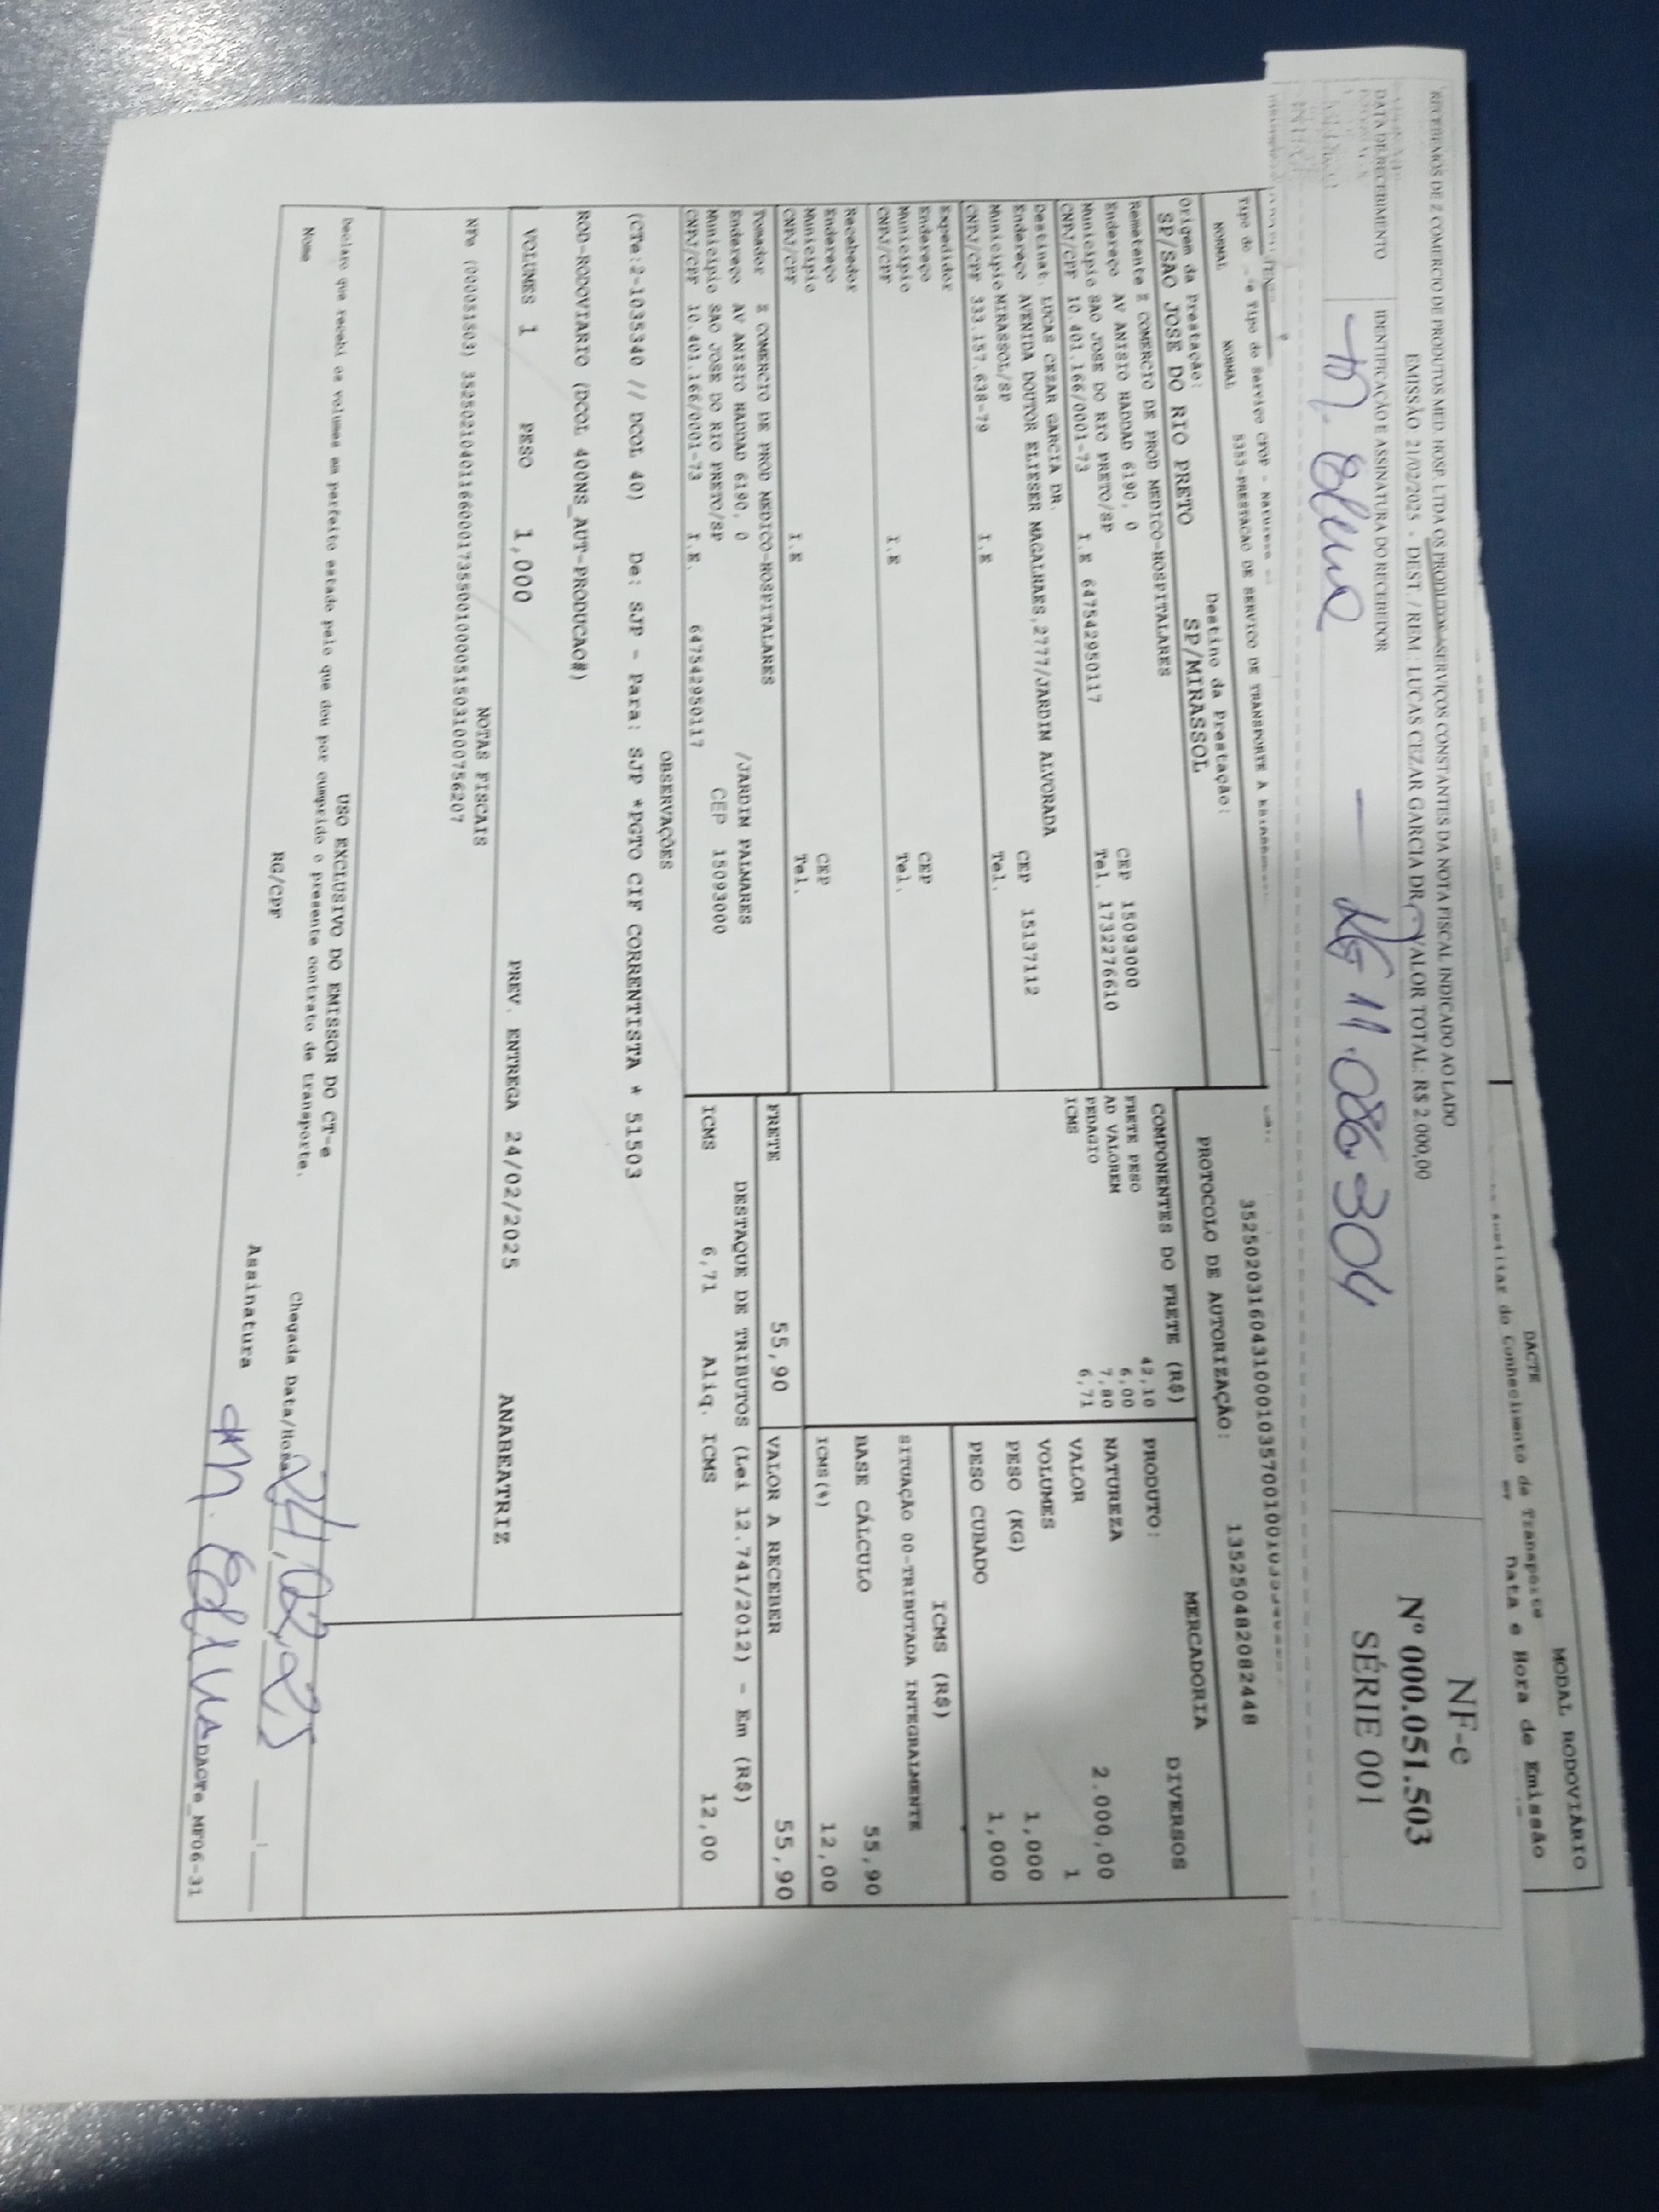 MODAL RODOVIÁRIO
DACTE
Auxiliar do Conhecimento de Transporte
Data e Hora de Emissão
RECEBEMOS DE Z COMERCIO DE PRODUTOS MED. HOSP. LTDA OS PRODUTOS E SERVIÇOS CONSTANTES DA NOTA FISCAL INDICADO AO LADO
EMISSÃO 21/02/2025 - DEST. / REM.: LUCAS CEZAR GARCIA DR. VALOR TOTAL: R$ 2.000,00
DATA DE RECEBIMENTO
IDENTIFICAÇÃO E ASSINATURA DO RECEBEDOR
RG 11.086.304
NF-e
Nº 000.051.503
SÉRIE 001
Tipo do Tipo do Serviço CFOP -
NORMAL NORMAL 5353-PRESTACAO DE SERVICO DE TRANSPORTE A
PROTOCOLO DE AUTORIZAÇÃO: 135250482082448
Origem da Prestação: Destino da Prestação:
SP/SAO JOSE DO RIO PRETO SP/MIRASSOL
Remetente Z COMERCIO DE PROD MEDICO-HOSPITALARES
Endereço AV ANISIO HADDAD 6190, 0 CEP 15093000
Município SAO JOSE DO RIO PRETO/SP Tel. 1732276610
CNPJ/CPF 10.401.166/0001-73 I.E 647542950117
Destinat. LUCAS CEZAR GARCIA DR.
Endereço AVENIDA DOUTOR ELIESER MAGALHAES,2777/JARDIM ALVORADA CEP 15137112
Município MIRASSOL/SP Tel.
CNPJ/CPF 333.157.638-79 I.E
Expedidor
Endereço CEP
Município Tel.
CNPJ/CPF I.E
Recebedor
Endereço CEP
Município Tel.
CNPJ/CPF I.E
Tomador Z COMERCIO DE PROD MEDICO-HOSPITALARES
Endereço AV ANISIO HADDAD 6190, 0 /JARDIM PALMARES
Município SAO JOSE DO RIO PRETO/SP CEP 15093000
CNPJ/CPF 10.401.166/0001-73 I.E. 647542950117
COMPONENTES DO FRETE (R$)
FRETE PESO 42,10
AD VALOREM 6,00
PEDAGIO 7,80
ICMS 6,71
MERCADORIA
PRODUTO: DIVERSOS
NATUREZA
VALOR 2.000,00
VOLUMES 1
PESO (KG) 1,000
PESO CUBADO 1,000
ICMS (R$)
SITUAÇÃO 00-TRIBUTADA INTEGRALMENTE
BASE CÁLCULO 55,90
ICMS(%) 12,00
FRETE 55,90 VALOR A RECEBER 55,90
DESTAQUE DE TRIBUTOS (Lei 12.741/2012) - Em (R$)
ICMS 6,71 Aliq. ICMS 12,00
OBSERVAÇÕES
(CTe:2-1035340 // DCOL 40) De: SJP - Para: SJP *PGTO CIF CORRENTISTA * 51503
ROD-RODOVIARIO (DCOL 400NS_AUT-PRODUCAO#)
VOLUMES 1 PESO 1,000 PREV. ENTREGA 24/02/2025 ANABEATRIZ
NOTAS FISCAIS
NFe (00051503) 35250210401166000173550010000515031000756207
USO EXCLUSIVO DO EMISSOR DO CT-e
Declaro que recebi os volumes em perfeito estado pelo que dou por cumprido o presente contrato de transporte.
Chegada Data/Hora 24/02/25
Nome RG/CPF Assinatura
DACTe_MF06-31